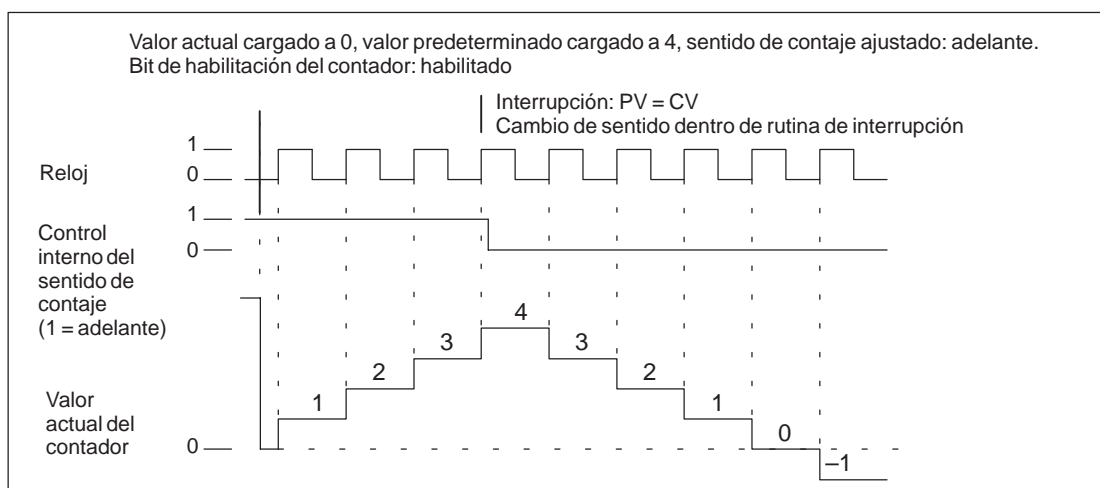 Valor actual cargado a 0, valor predeterminado cargado a 4, sentido de contaje ajustado: adelante.
Bit de habilitación del contador: habilitado
Interrupción: PV = CV
Cambio de sentido dentro de rutina de interrupción
1
Reloj
0
1
Control
0
interno del
sentido de
contaje
(1 = adelante)
4
3
3
2
2
1
1
Valor
actual del
contador
0
0
–1